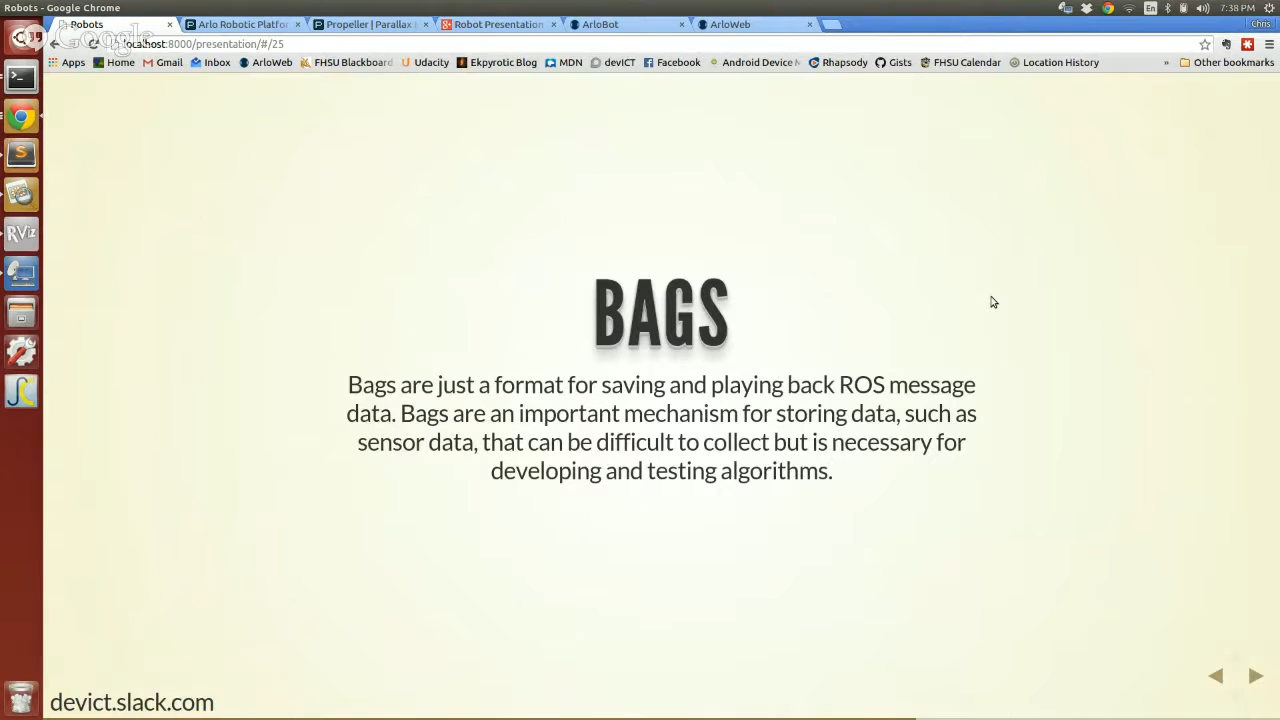 Robots - Google Chrome
En
7:38 PM
Robots
Arlo Robotic Platfor
Propeller | Parallax
Robot Presentation
ArloBot
ArloWeb
Chris
Google
localhost:8000/presentation/#/25
Apps
Home
Gmail
Inbox
ArloWeb
FHSU Blackboard
Udacity
Ekpyrotic Blog
MDN
devICT
Facebook
Android Device M
Rhapsody
Gists
FHSU Calendar
Location History
»
Other bookmarks
RViz
BAGS
Bags are just a format for saving and playing back ROS message
data. Bags are an important mechanism for storing data, such as
sensor data, that can be difficult to collect but is necessary for
developing and testing algorithms.
devict.slack.com